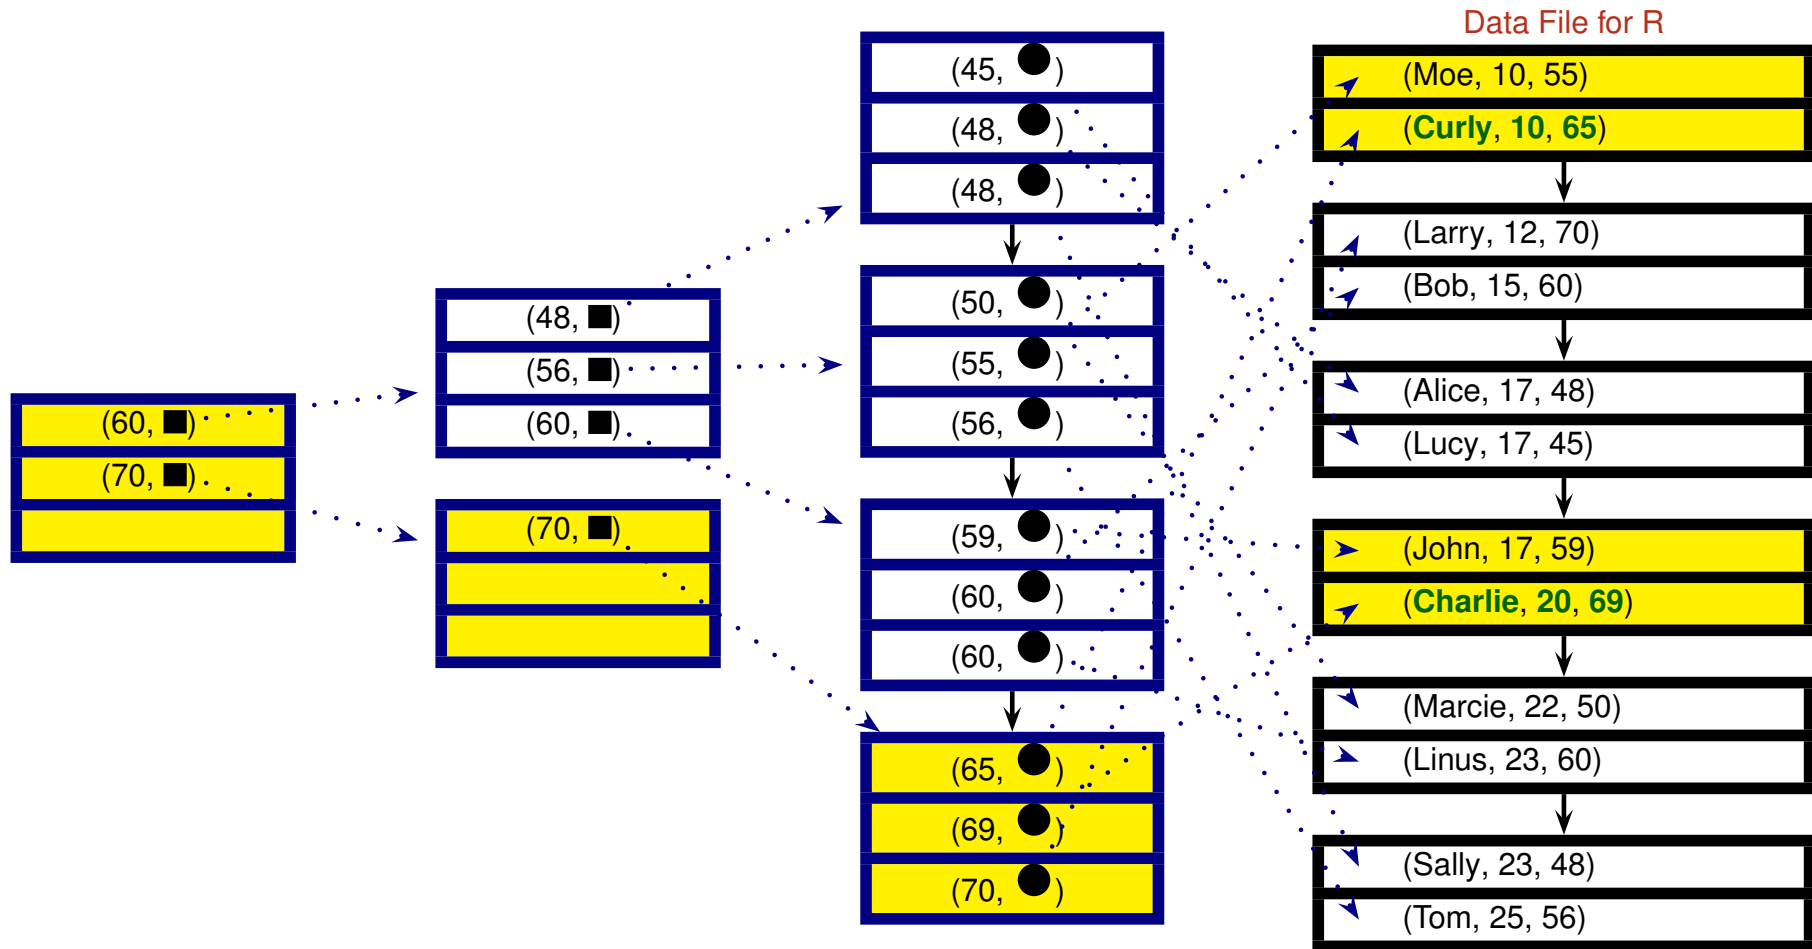 (60, ■)
(70, ■)
(48, ■)
(56, ■)
(60, ■)
(70, ■)
(45, ●)
(48, ●)
(48, ●)
(50, ●)
(55, ●)
(56, ●)
(59, ●)
(60, ●)
(60, ●)
(65, ●)
(69, ●)
(70, ●)
Data File for R
(Moe, 10, 55)
(Curly, 10, 65)
(Larry, 12, 70)
(Bob, 15, 60)
(Alice, 17, 48)
(Lucy, 17, 45)
(John, 17, 59)
(Charlie, 20, 69)
(Marcie, 22, 50)
(Linus, 23, 60)
(Sally, 23, 48)
(Tom, 25, 56)